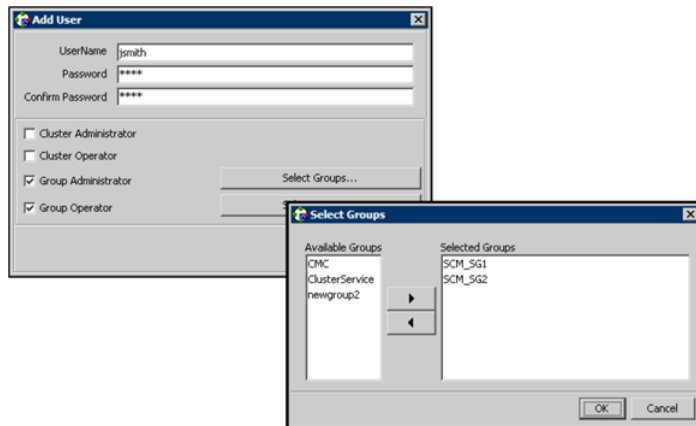 Add User
UserName jsmith
Password ****
Confirm Password ****
Cluster Administrator
Cluster Operator
Group Administrator Select Groups...
Group Operator
Select Groups
Available Groups Selected Groups
CMC SCM_SG1
ClusterService SCM_SG2
newgroup2
OK Cancel